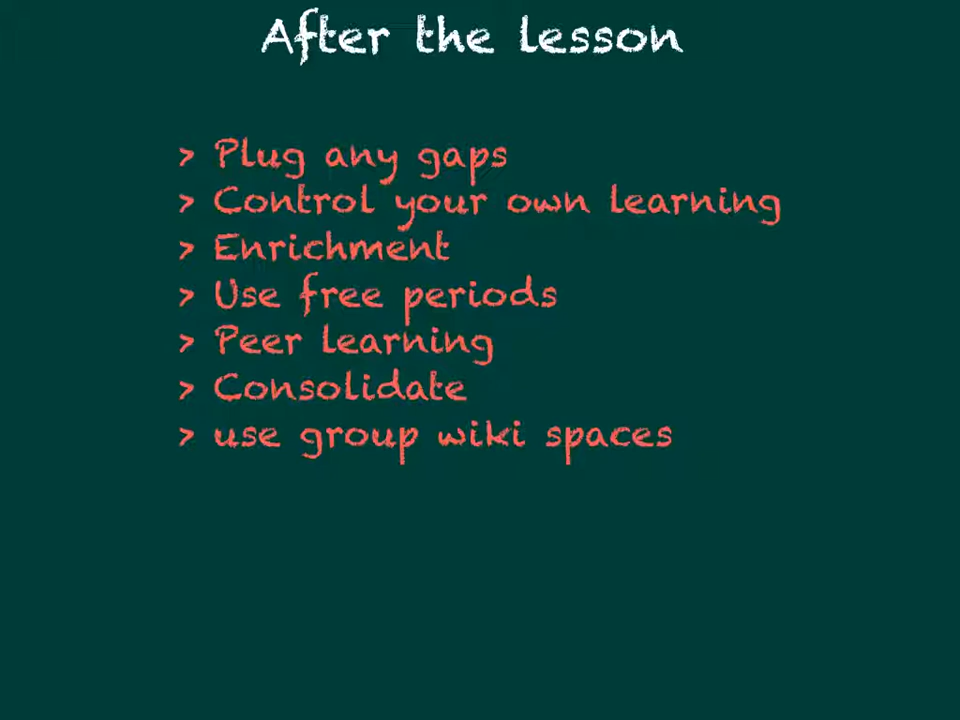 After the lesson
> Plug any gaps
> Control your own learning
> Enrichment
> Use free periods
> Peer learning
> Consolidate
> use group wiki spaces